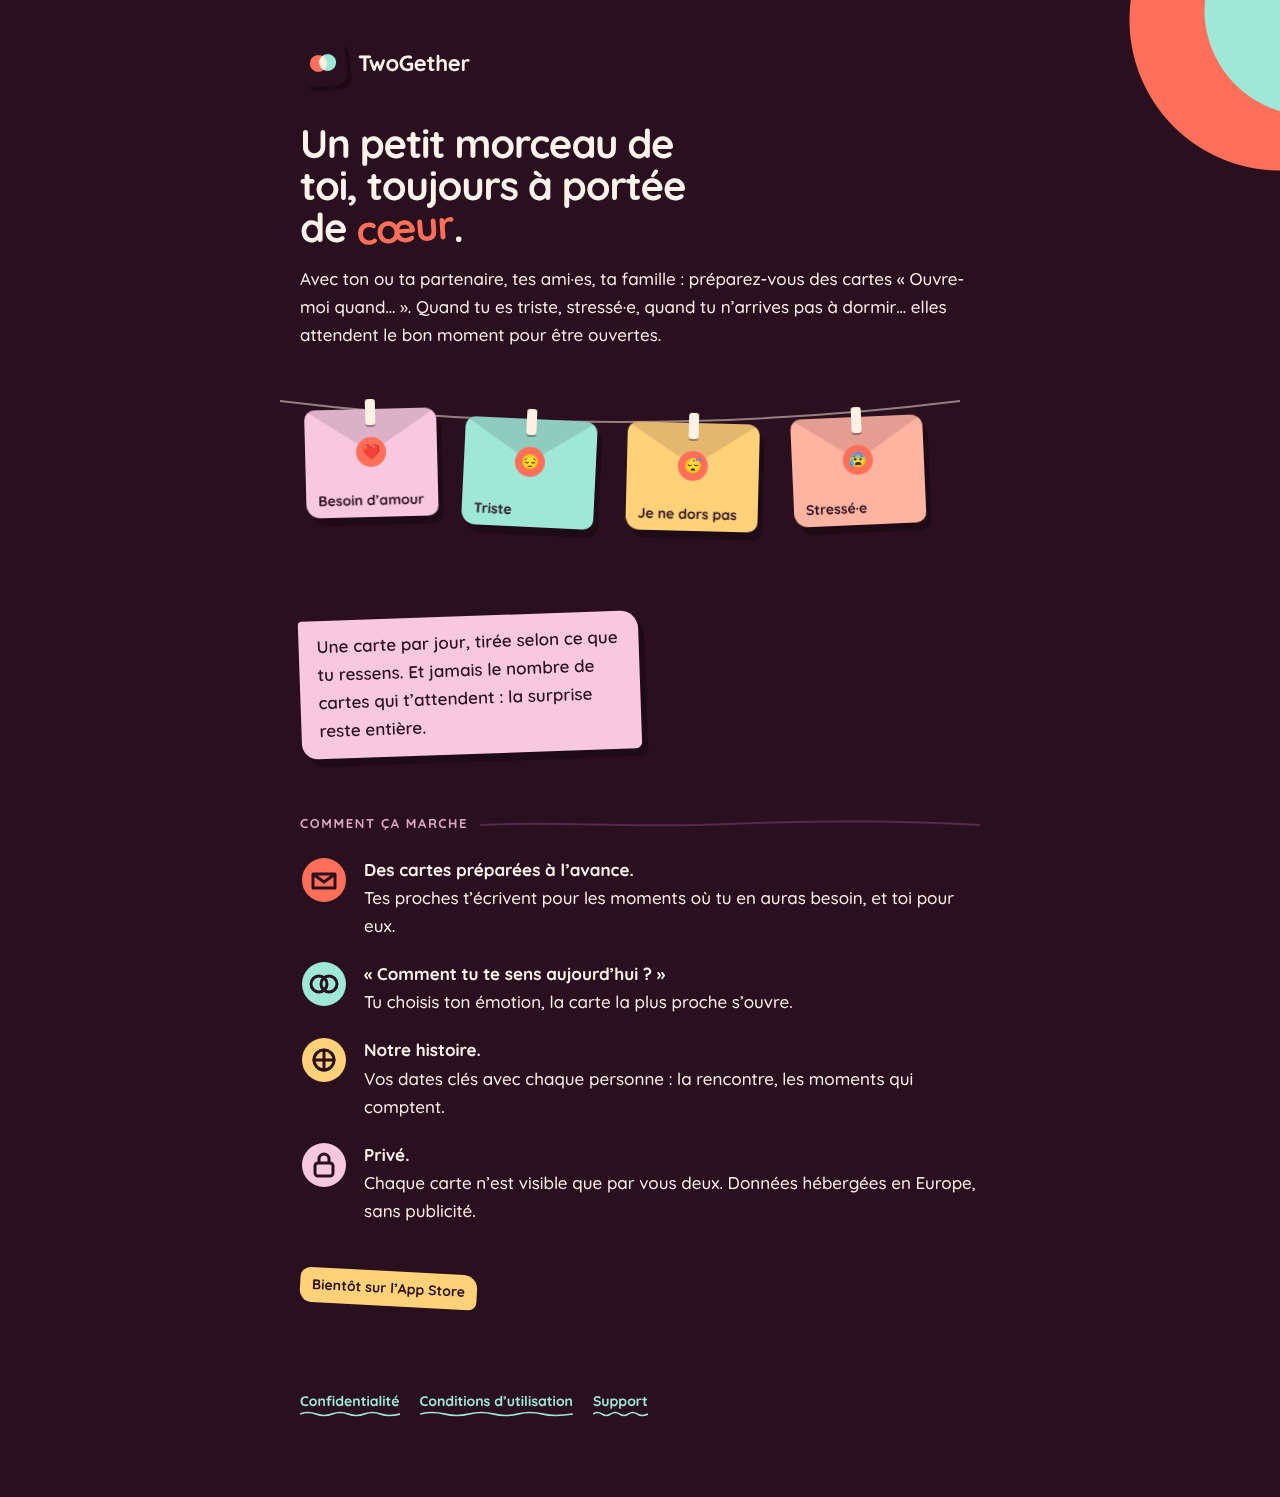 TwoGether
Un petit morceau de
toi, toujours à portée
de cœur.
Avec ton ou ta partenaire, tes ami·es, ta famille : préparez-vous des cartes « Ouvre-
moi quand… ». Quand tu es triste, stressé·e, quand tu n’arrives pas à dormir… elles
attendent le bon moment pour être ouvertes.
Besoin d’amour
Triste
Je ne dors pas
Stressé·e
Une carte par jour, tirée selon ce que
tu ressens. Et jamais le nombre de
cartes qui t’attendent : la surprise
reste entière.
COMMENT ÇA MARCHE
Des cartes préparées à l’avance.
Tes proches t’écrivent pour les moments où tu en auras besoin, et toi pour
eux.
« Comment tu te sens aujourd’hui ? »
Tu choisis ton émotion, la carte la plus proche s’ouvre.
Notre histoire.
Vos dates clés avec chaque personne : la rencontre, les moments qui
comptent.
Privé.
Chaque carte n’est visible que par vous deux. Données hébergées en Europe,
sans publicité.
Bientôt sur l’App Store
Confidentialité Conditions d’utilisation Support